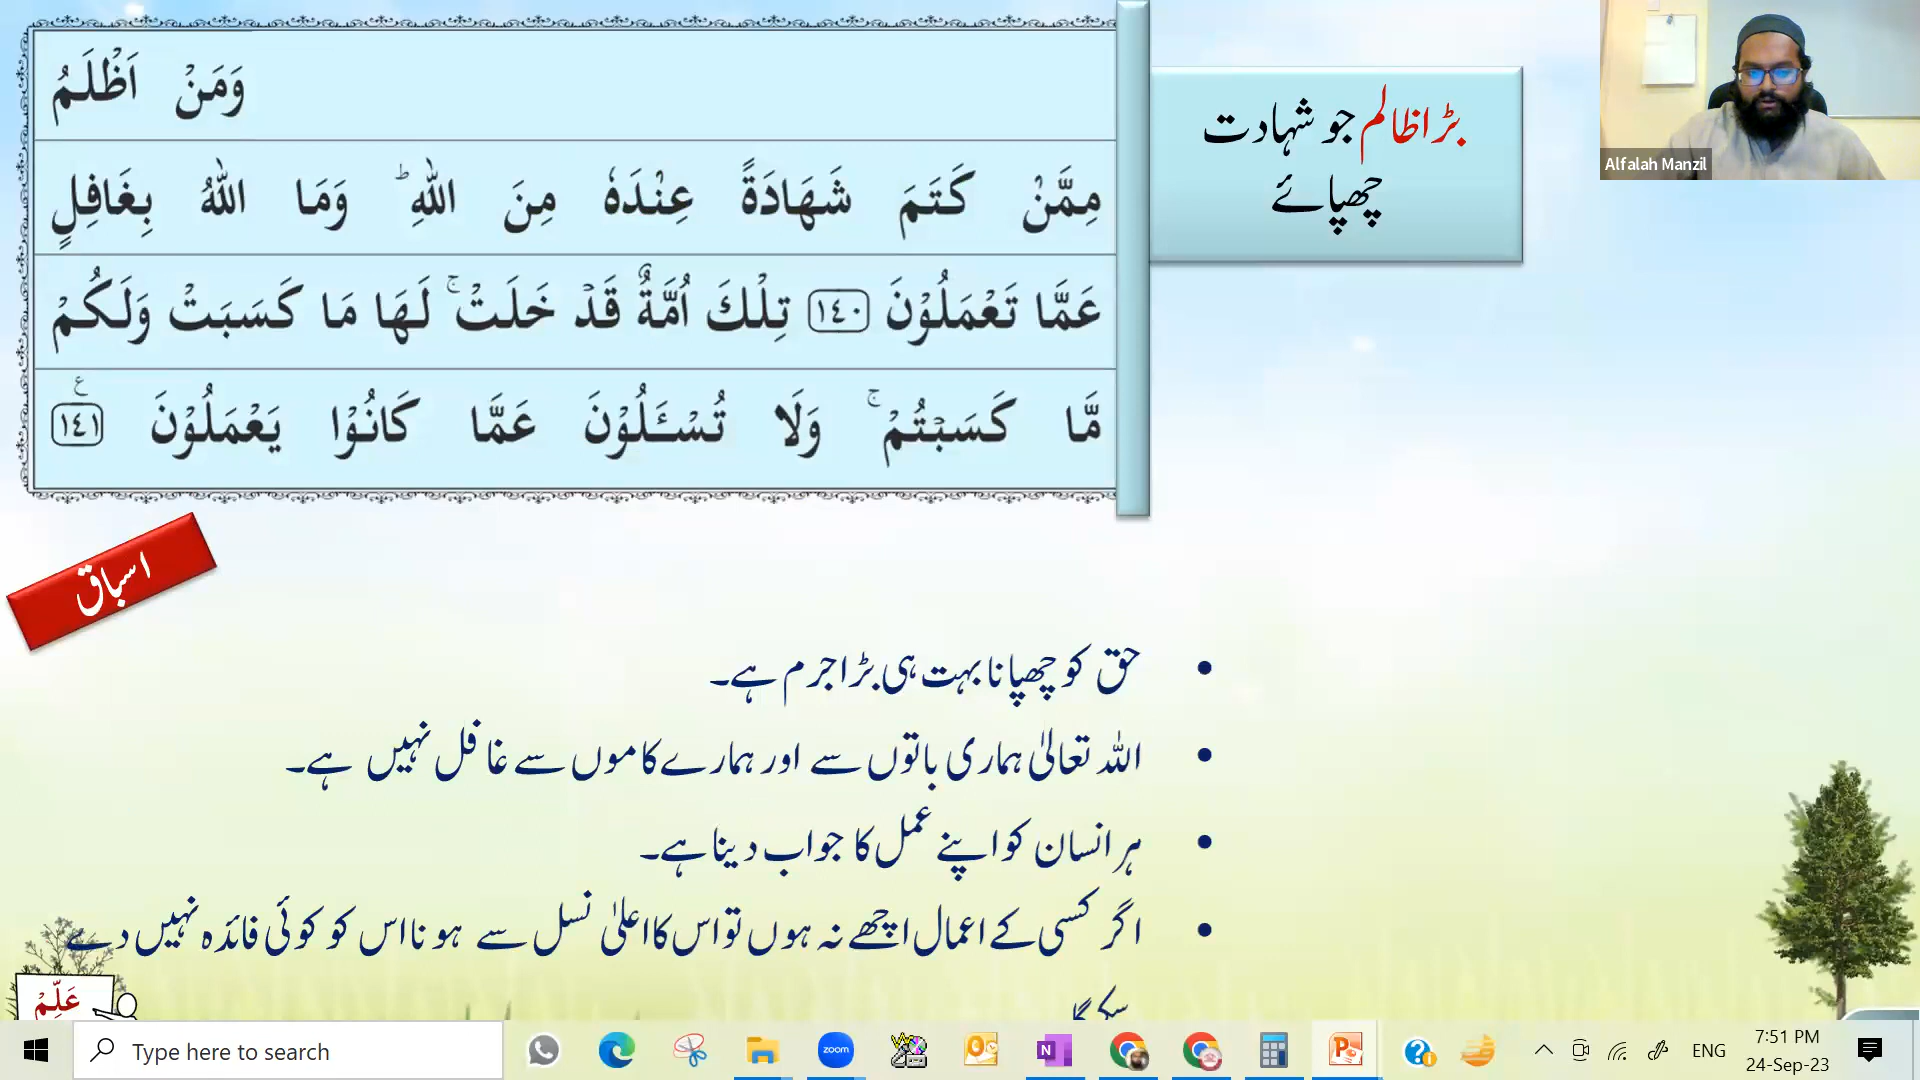 وَمَنْ اَظْلَمُ
مِمَّنْ كَتَمَ شَهَادَةً عِنْدَهٗ مِنَ اللّٰهِ ؕ وَمَا اللّٰهُ بِغَافِلٍ
عَمَّا تَعْمَلُوْنَ ١٤٠ تِلْكَ اُمَّةٌ قَدْ خَلَتْ ۚ لَهَا مَا كَسَبَتْ وَلَكُمْ
مَّا كَسَبْتُمْ ۚ وَلَا تُسْـَٔلُوْنَ عَمَّا كَانُوْا يَعْمَلُوْنَ ١٤١ ع
بڑا ظالم جو شہادت
چھپائے
Alfalah Manzil
اسباق
• حق کو چھپانا بہت ہی بڑا جرم ہے۔
• اللہ تعالیٰ ہماری باتوں سے اور ہمارے کاموں سے غافل نہیں ہے۔
• ہر انسان کو اپنے عمل کا جواب دینا ہے۔
• اگر کسی کے اعمال اچھے نہ ہوں تو اس کا اعلیٰ نسل سے ہونا اس کو کوئی فائدہ نہیں دے
سکے گا
عَلِّمْ
Type here to search
zoom
ENG
7:51 PM
24-Sep-23